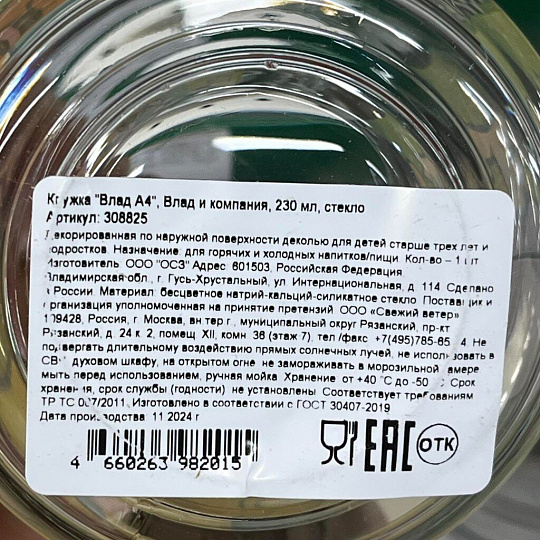 Кружка "Влад А4", Влад и компания, 230 мл, стекло
Артикул: 308825
Декорированная по наружной поверхности деколью для детей старше трех лет и
подростков. Назначение: для горячих и холодных напитков/пищи. Кол-во – 1 шт
Изготовитель: ООО "ОСЗ" Адрес: 601503, Российская Федерация
Владимирская обл., г. Гусь-Хрустальный, ул. Интернациональная, д. 114. Сделано
в России. Материал: бесцветное натрий-кальций-силикатное стекло. Поставщик и
организация уполномоченная на принятие претензий: ООО «Свежий ветер»
109428, Россия, г. Москва, вн.тер.г., муниципальный округ Рязанский, пр-кт
Рязанский, д. 24 к. 2, помещ. XII, комн. 36 (этаж 7), тел./факс: +7(495)785-65 4. Не
подвергать длительному воздействию прямых солнечных лучей, не использовать в
СВЧ, духовом шкафу, на открытом огне, не замораживать в морозильной камере
мыть перед использованием, ручная мойка. Хранение: от +40 °С до -50 °С. Срок
хранения, срок службы (годности) не установлены. Соответствует требованиям
ТР ТС 007/2011. Изготовлено в соответствии с ГОСТ 30407-2019
Дата производства: 11.2024 г.
EAC ОТК
4 660263 982015